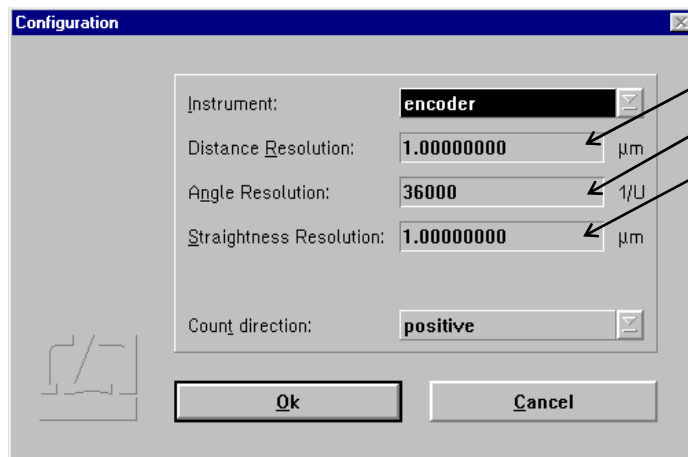 Configuration
Instrument: encoder
Distance Resolution: 1.00000000 µm
Angle Resolution: 36000 1/U
Straightness Resolution: 1.00000000 µm
Count direction: positive
Ok Cancel